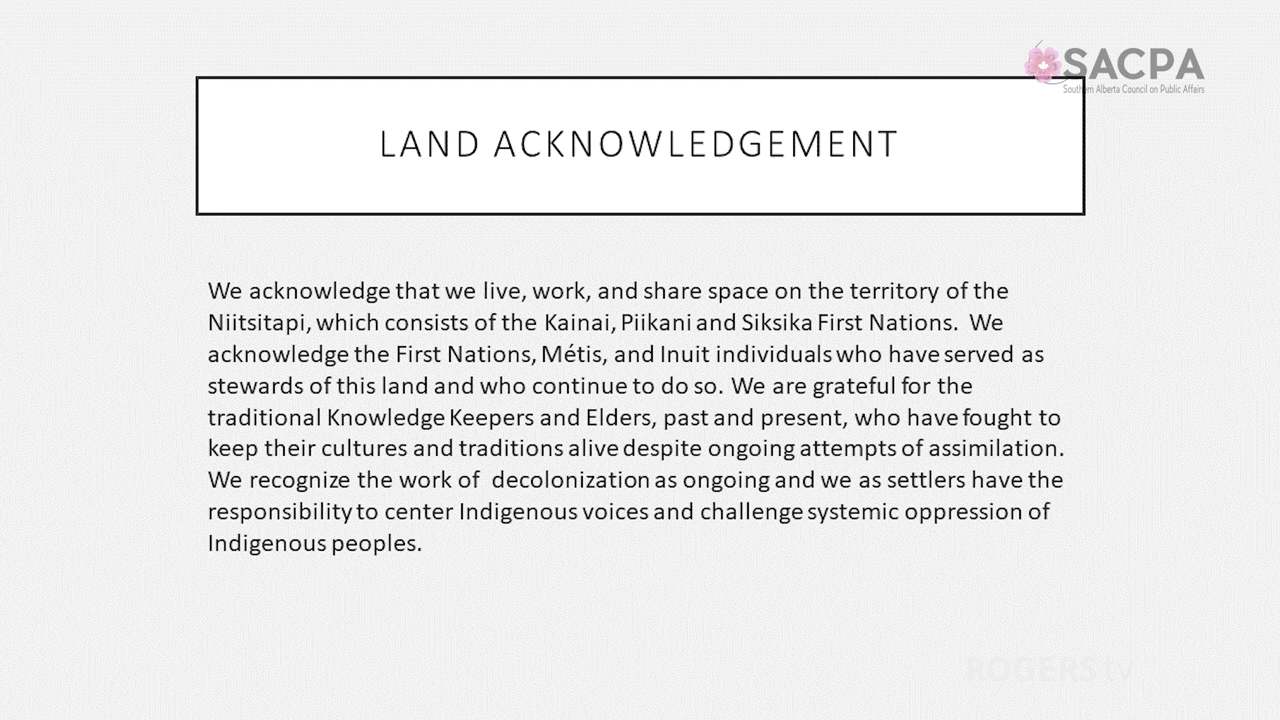 SACPA
Southern Alberta Council on Public Affairs
LAND ACKNOWLEDGEMENT
We acknowledge that we live, work, and share space on the territory of the
Niitsitapi, which consists of the Kainai, Piikani and Siksika First Nations.  We
acknowledge the First Nations, Métis, and Inuit individuals who have served as
stewards of this land and who continue to do so. We are grateful for the
traditional Knowledge Keepers and Elders, past and present, who have fought to
keep their cultures and traditions alive despite ongoing attempts of assimilation.
We recognize the work of  decolonization as ongoing and we as settlers have the
responsibility to center Indigenous voices and challenge systemic oppression of
Indigenous peoples.
ROGERS tv